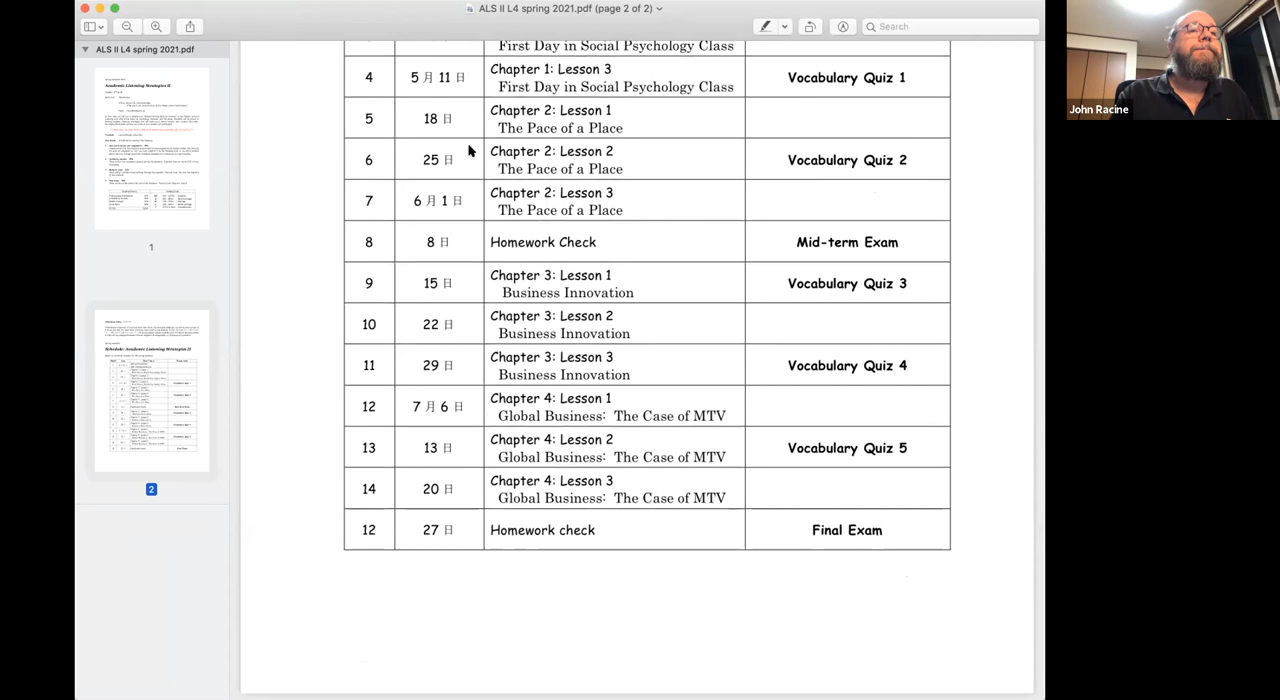 ALS II L4 spring 2021.pdf (page 2 of 2)
Search
ALS II L4 spring 2021.pdf
1
2
John Racine
First Day in Social Psychology Class
4 5 月 11 日 Chapter 1: Lesson 3 Vocabulary Quiz 1
First Day in Social Psychology Class
5 18 日 Chapter 2: Lesson 1
The Pace of a Place
6 25 日 Chapter 2: Lesson 2 Vocabulary Quiz 2
The Pace of a Place
7 6 月 1 日 Chapter 2: Lesson 3
The Pace of a Place
8 8 日 Homework Check Mid-term Exam
9 15 日 Chapter 3: Lesson 1 Vocabulary Quiz 3
Business Innovation
10 22 日 Chapter 3: Lesson 2
Business Innovation
11 29 日 Chapter 3: Lesson 3 Vocabulary Quiz 4
Business Innovation
12 7 月 6 日 Chapter 4: Lesson 1
Global Business: The Case of MTV
13 13 日 Chapter 4: Lesson 2 Vocabulary Quiz 5
Global Business: The Case of MTV
14 20 日 Chapter 4: Lesson 3
Global Business: The Case of MTV
12 27 日 Homework check Final Exam